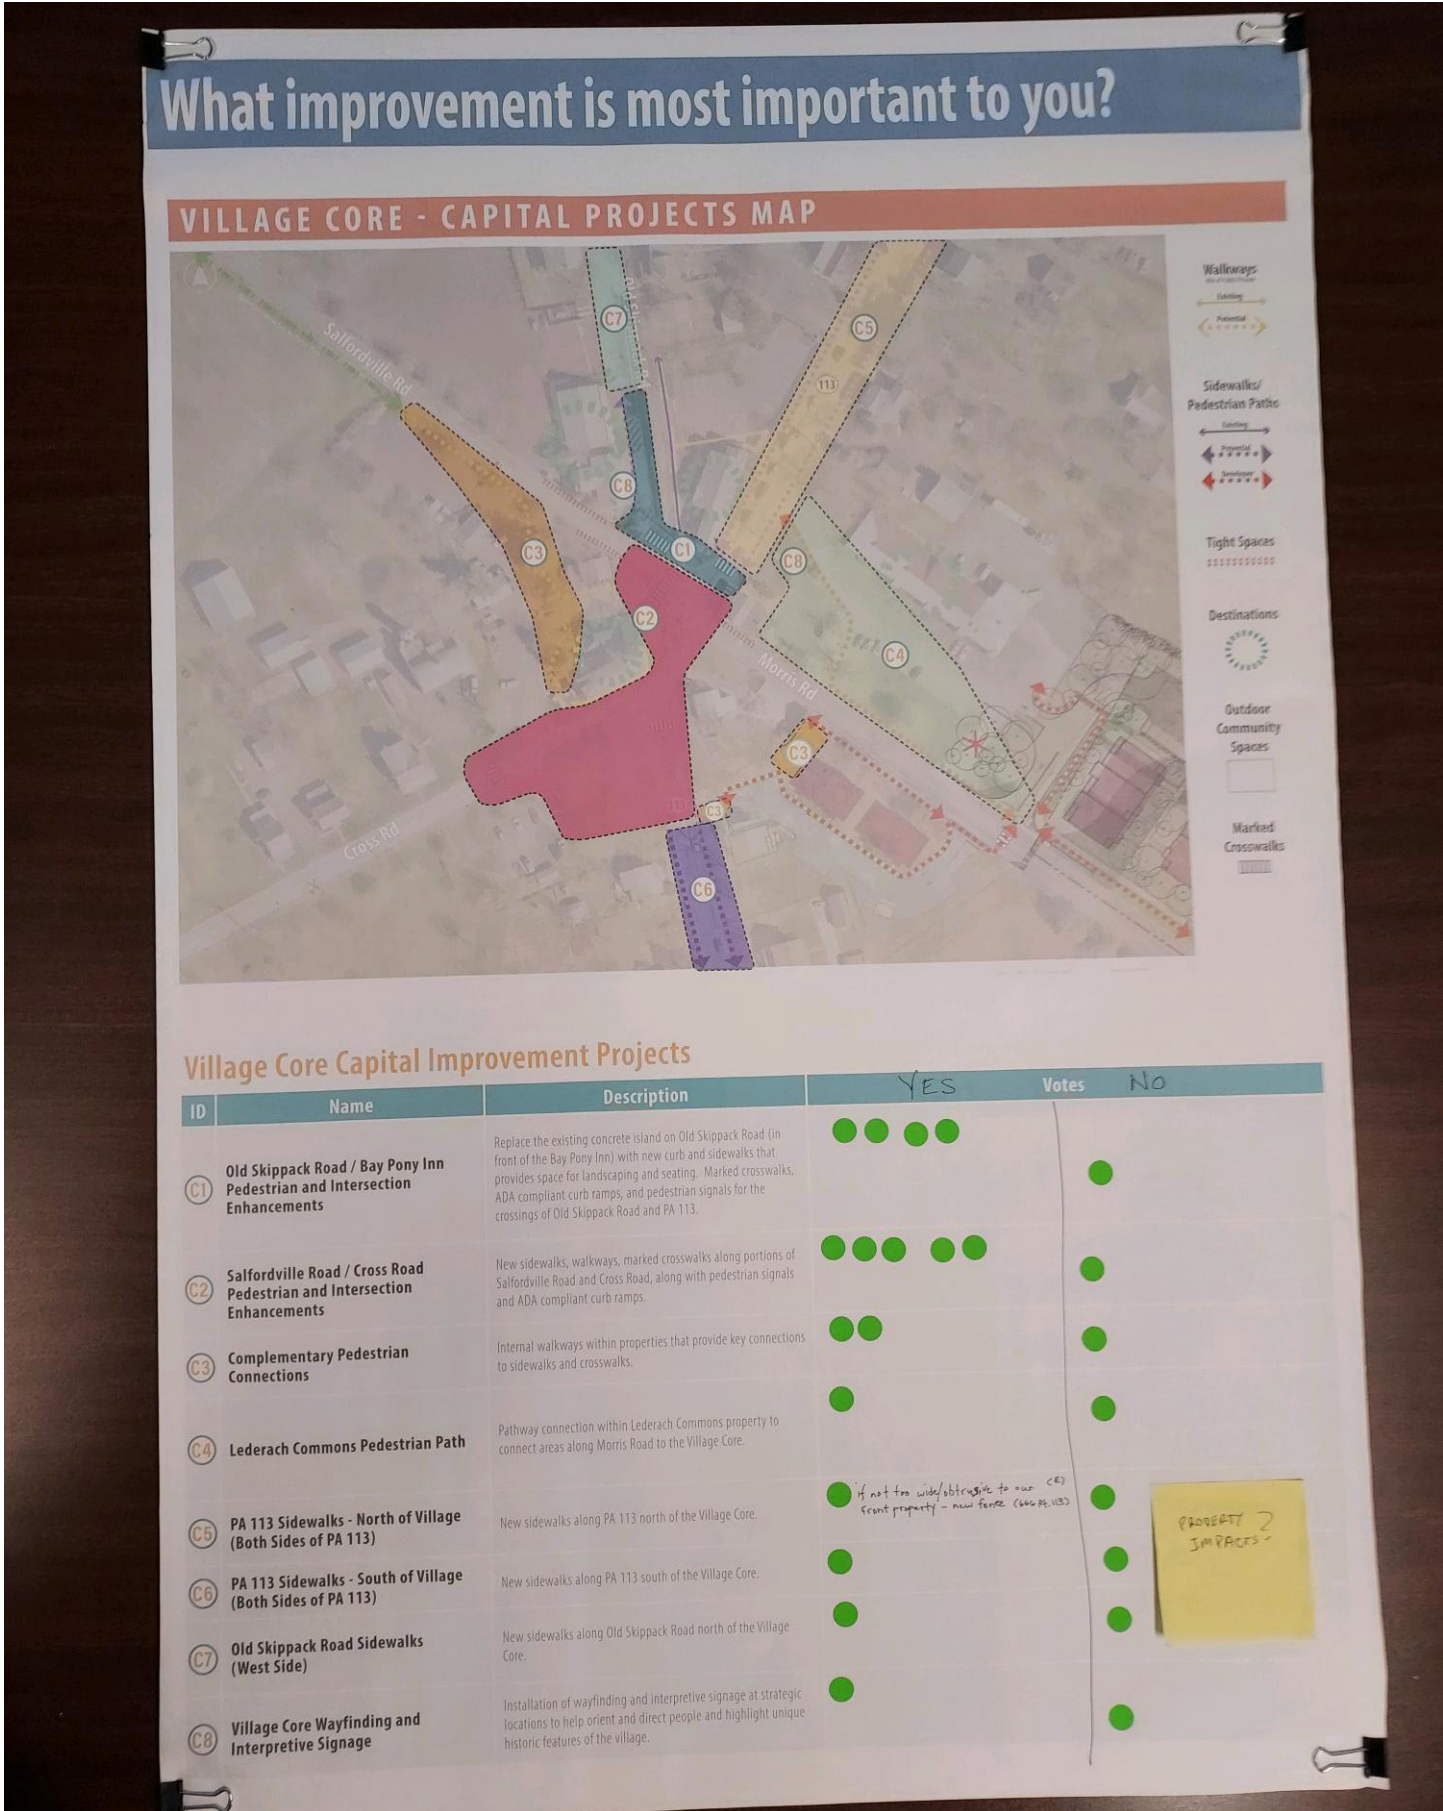 What improvement is most important to you?
VILLAGE CORE - CAPITAL PROJECTS MAP
Salfordville Rd
C7
C5
113
C8
C1
C3
C2
C8
C4
Morris Rd
C3
C3
Cross Rd
C6
Walkways
Existing
Potential
Sidewalks/
Pedestrian Paths
Existing
Potential
Developer
Tight Spaces
Destinations
Outdoor
Community
Spaces
Marked
Crosswalks
Village Core Capital Improvement Projects
ID
Name
Description
YES
Votes
NO
C1
Old Skippack Road / Bay Pony Inn
Pedestrian and Intersection
Enhancements
Replace the existing concrete island on Old Skippack Road (in
front of the Bay Pony Inn) with new curb and sidewalks that
provides space for landscaping and seating. Marked crosswalks,
ADA compliant curb ramps, and pedestrian signals for the
crossings of Old Skippack Road and PA 113.
C2
Salfordville Road / Cross Road
Pedestrian and Intersection
Enhancements
New sidewalks, walkways, marked crosswalks along portions of
Salfordville Road and Cross Road, along with pedestrian signals
and ADA compliant curb ramps.
C3
Complementary Pedestrian
Connections
Internal walkways within properties that provide key connections
to sidewalks and crosswalks.
C4
Lederach Commons Pedestrian Path
Pathway connection within Lederach Commons property to
connect areas along Morris Road to the Village Core.
C5
PA 113 Sidewalks - North of Village
(Both Sides of PA 113)
New sidewalks along PA 113 north of the Village Core.
if not too wide/obtrusive to our
front property - new fence
PROPERTY ?
IMPACTS-
C6
PA 113 Sidewalks - South of Village
(Both Sides of PA 113)
New sidewalks along PA 113 south of the Village Core.
C7
Old Skippack Road Sidewalks
(West Side)
New sidewalks along Old Skippack Road north of the Village
Core.
C8
Village Core Wayfinding and
Interpretive Signage
Installation of wayfinding and interpretive signage at strategic
locations to help orient and direct people and highlight unique
historic features of the village.